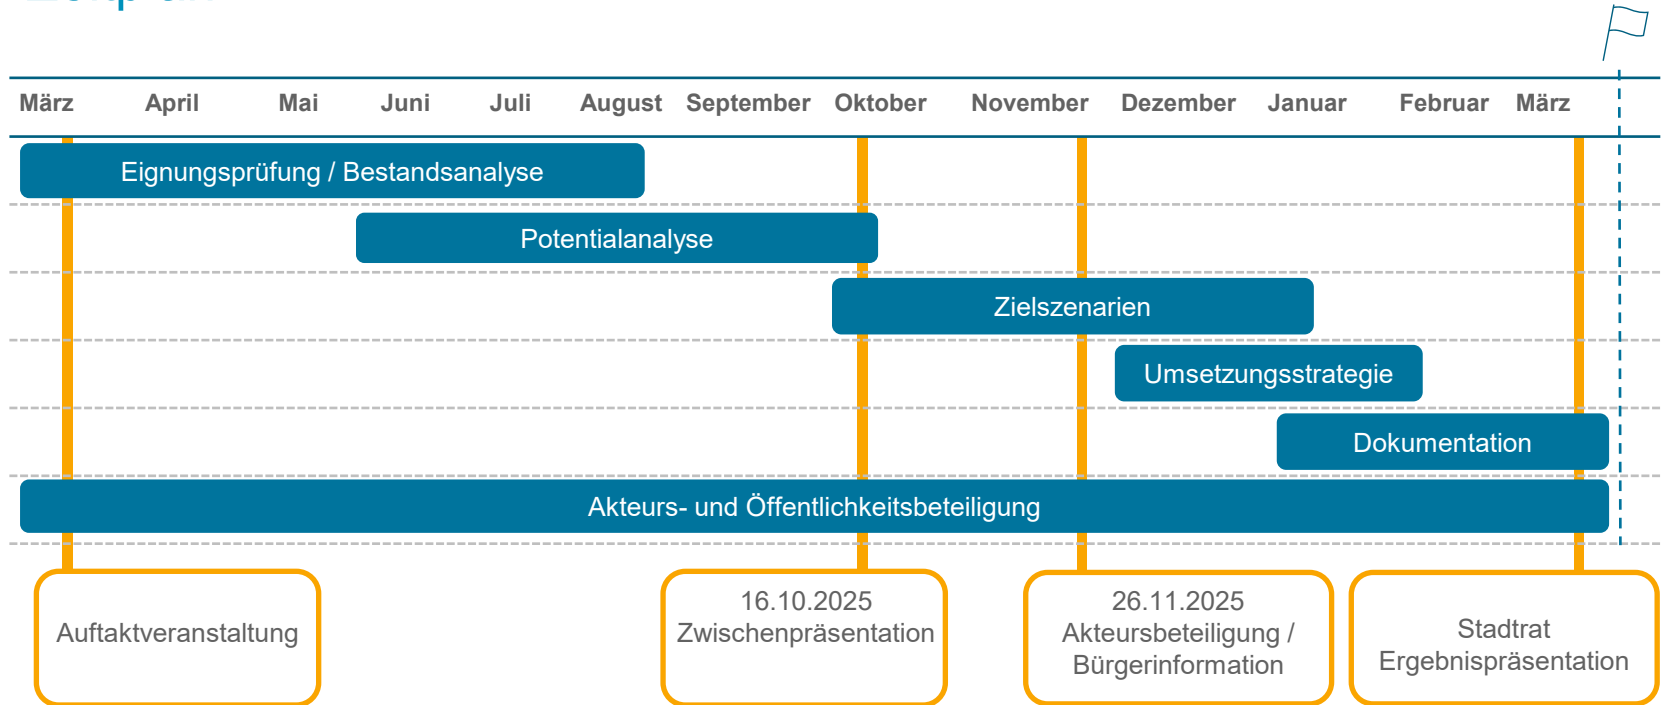 März April Mai Juni Juli August September Oktober November Dezember Januar Februar März
Eignungsprüfung / Bestandsanalyse
Potentialanalyse
Zielszenarien
Umsetzungsstrategie
Dokumentation
Akteurs- und Öffentlichkeitsbeteiligung
Auftaktveranstaltung
16.10.2025
Zwischenpräsentation
26.11.2025
Akteursbeteiligung /
Bürgerinformation
Stadtrat
Ergebnispräsentation